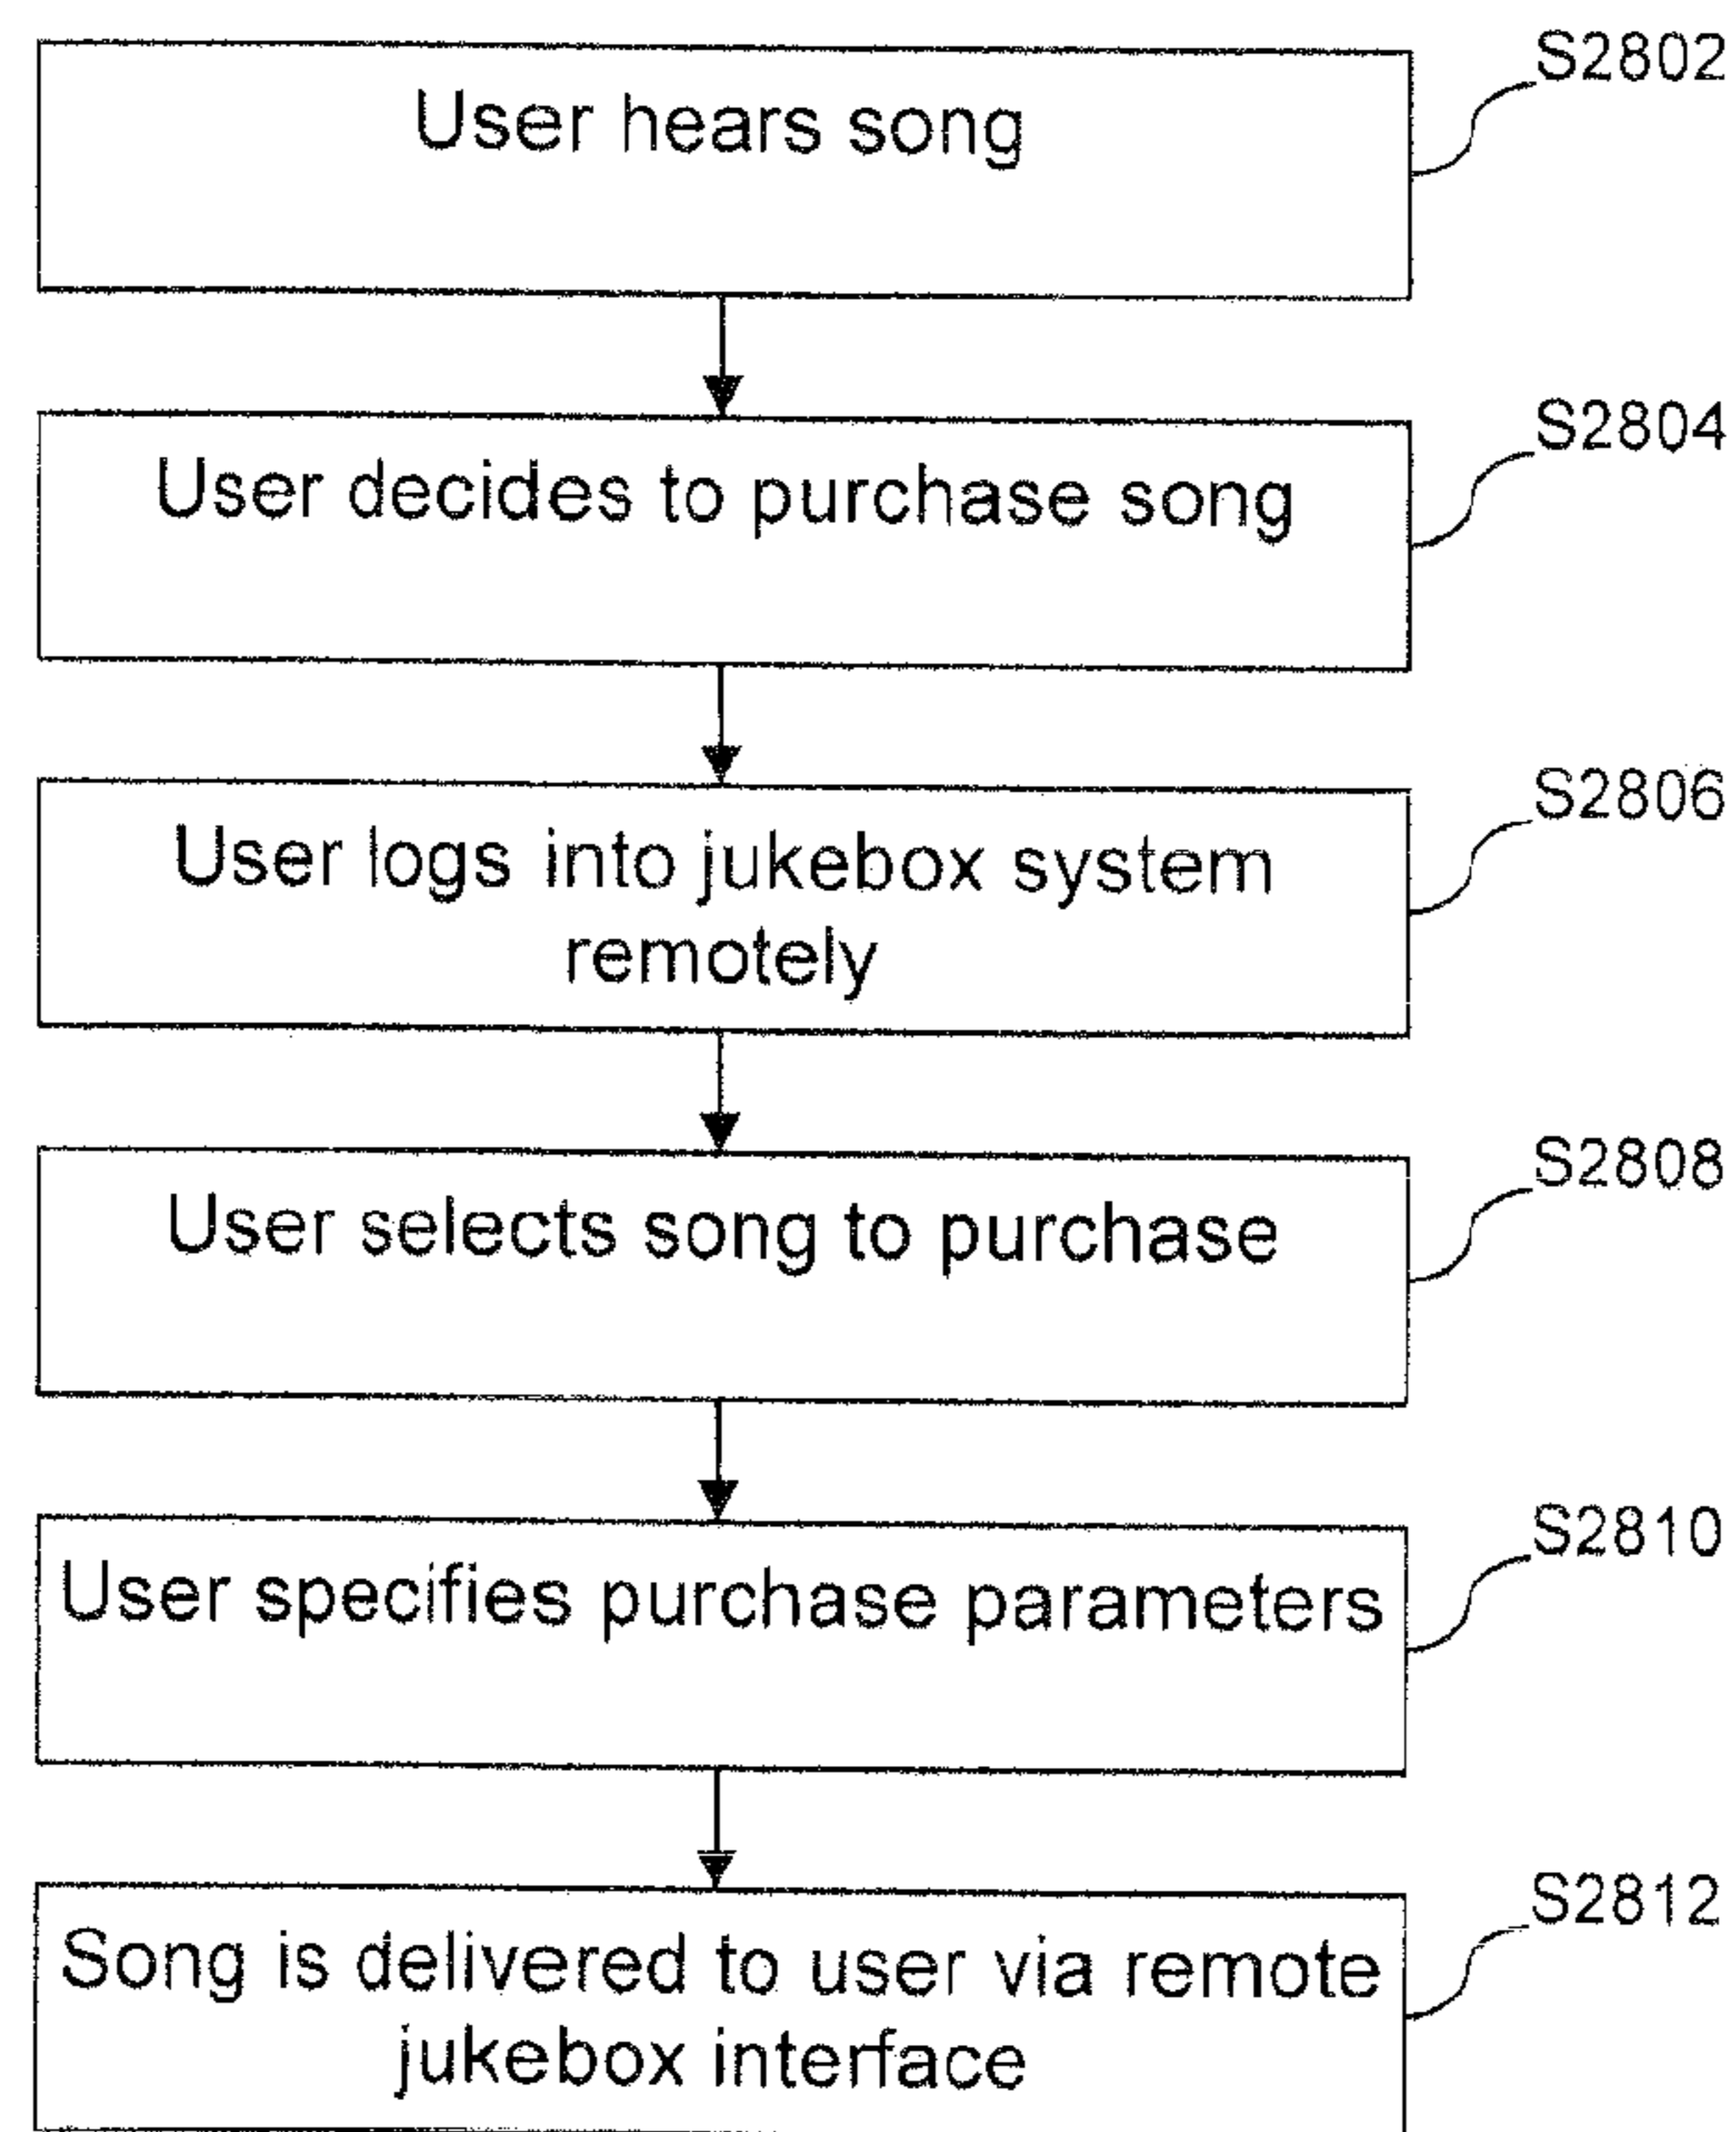 S2802
User hears song
S2804
User decides to purchase song
S2806
User logs into jukebox system
remotely
S2808
User selects song to purchase
S2810
User specifies purchase parameters
S2812
Song is delivered to user via remote
jukebox interface